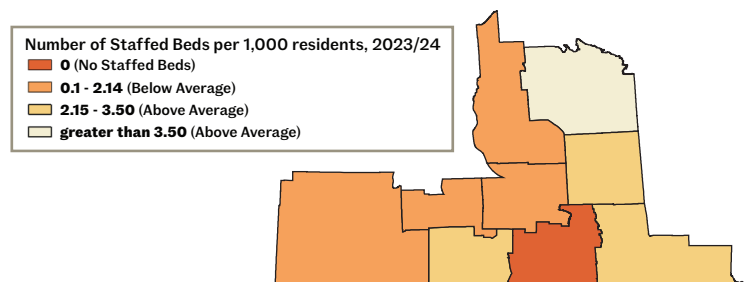 Number of Staffed Beds per 1,000 residents, 2023/24
0 (No Staffed Beds)
0.1 - 2.14 (Below Average)
2.15 - 3.50 (Above Average)
greater than 3.50 (Above Average)